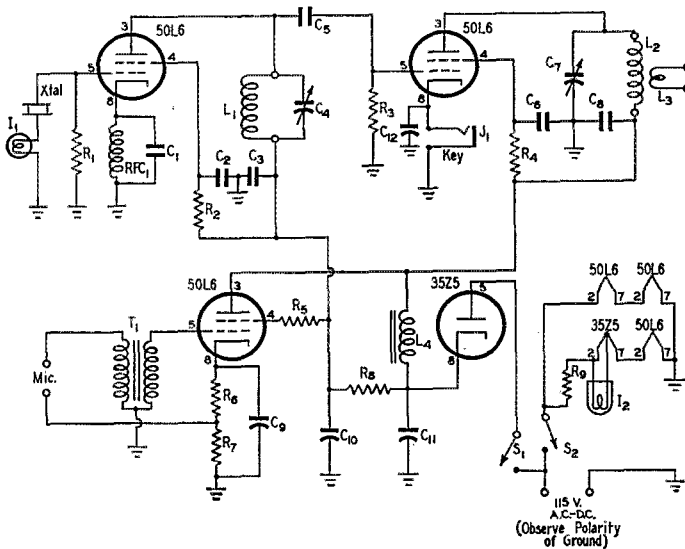 50L6
3
4
5
8
Xtal
I1
R1
RFC1
C1
L1
C4
C2
C3
R2
C5
50L6
3
4
5
8
R3
C12
J1
Key
C6
R4
C7
C8
L2
L3
50L6
3
4
5
8
T1
Mic.
R5
R6
R7
C9
C10
R8
L4
C11
35Z5
5
8
S1
S2
50L6
50L6
2
7
2
7
35Z5
50L6
2
7
2
7
R9
I2
115 V.
A.C.-D.C.
(Observe Polarity
of Ground)